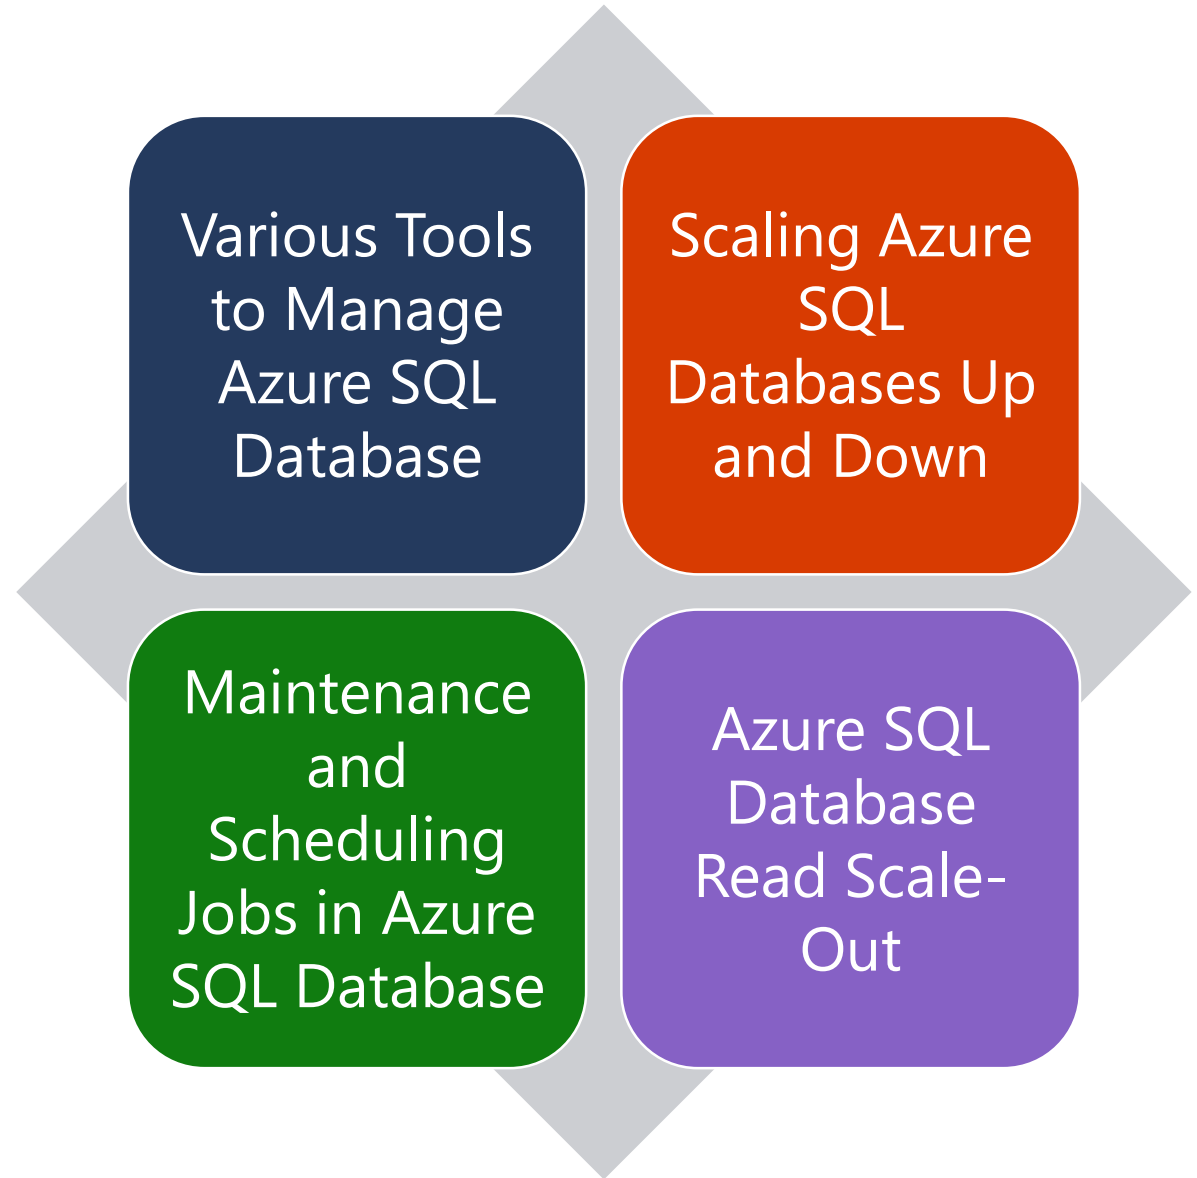 Various Tools
to Manage
Azure SQL
Database
Scaling Azure
SQL
Databases Up
and Down
Maintenance
and
Scheduling
Jobs in Azure
SQL Database
Azure SQL
Database
Read Scale-
Out